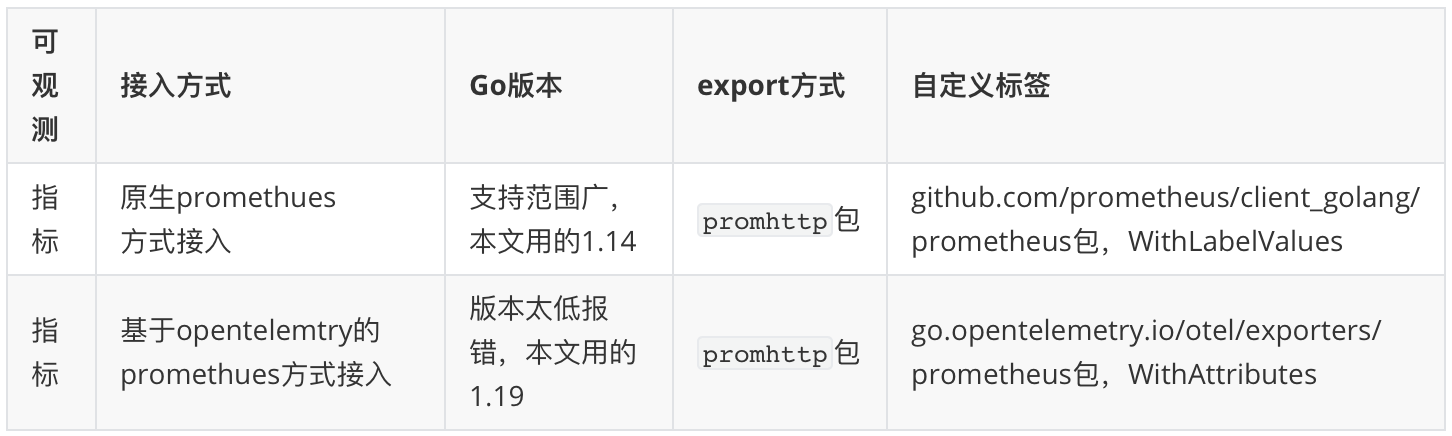 可
观
测
接入方式
Go版本
export方式
自定义标签
指
标
原生promethues
方式接入
支持范围广，
本文用的1.14
promhttp包
github.com/prometheus/client_golang/
prometheus包，WithLabelValues
指
标
基于opentelemtry的
promethues方式接入
版本太低报
错，本文用的
1.19
promhttp包
go.opentelemetry.io/otel/exporters/
prometheus包，WithAttributes